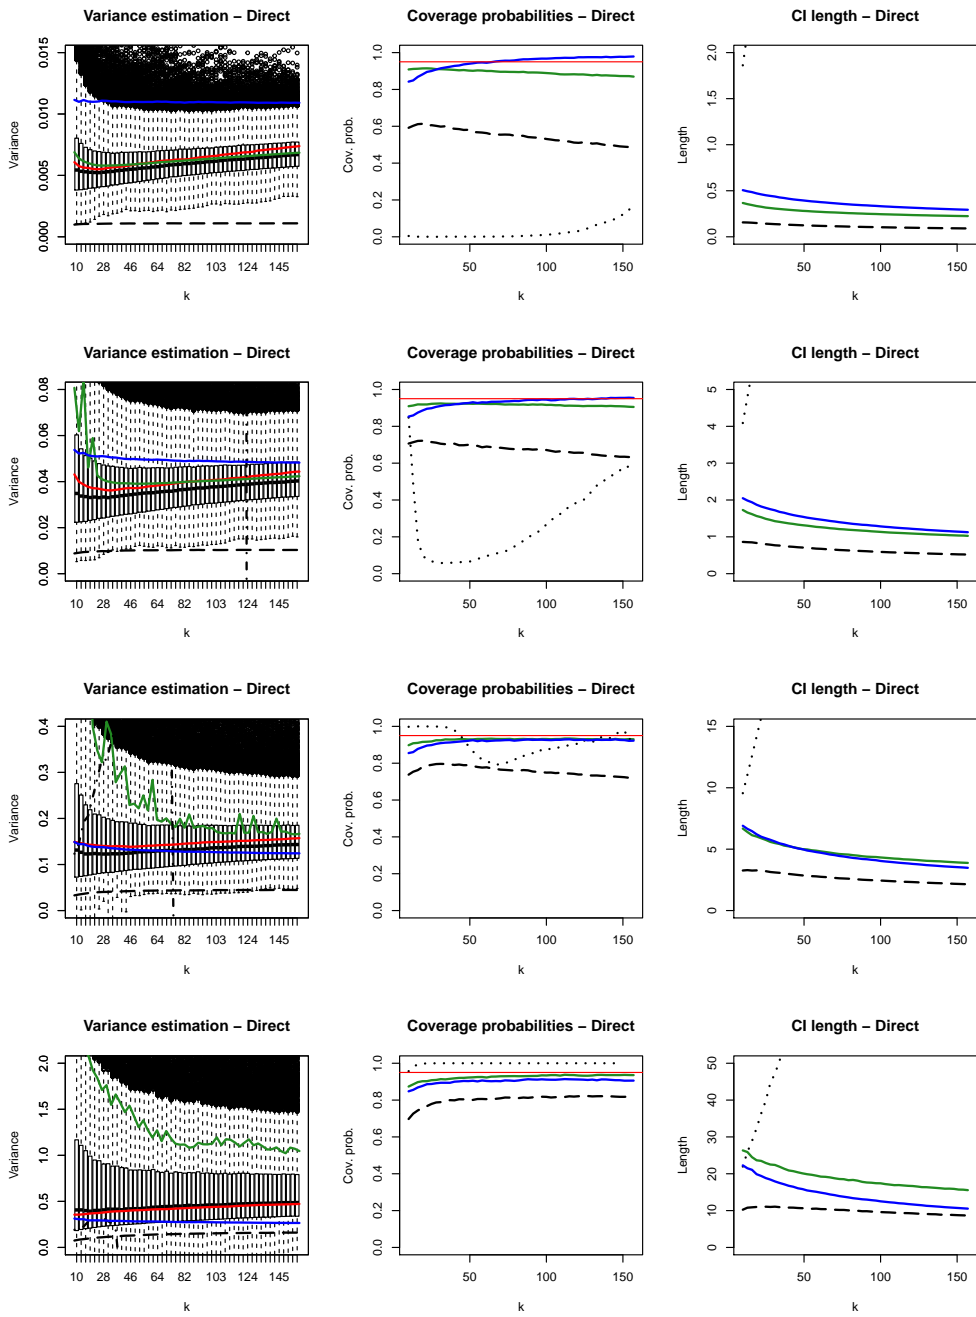 Variance estimation – Direct
Variance
0.000 0.005 0.010 0.015
10 28 46 64 82 103 124 145
k
Coverage probabilities – Direct
Cov. prob.
0.0 0.2 0.4 0.6 0.8 1.0
50 100 150
k
CI length – Direct
Length
0.0 0.5 1.0 1.5 2.0
50 100 150
k
Variance estimation – Direct
Variance
0.00 0.02 0.04 0.06 0.08
10 28 46 64 82 103 124 145
k
Coverage probabilities – Direct
Cov. prob.
0.0 0.2 0.4 0.6 0.8 1.0
50 100 150
k
CI length – Direct
Length
0 1 2 3 4 5
50 100 150
k
Variance estimation – Direct
Variance
0.0 0.1 0.2 0.3 0.4
10 28 46 64 82 103 124 145
k
Coverage probabilities – Direct
Cov. prob.
0.0 0.2 0.4 0.6 0.8 1.0
50 100 150
k
CI length – Direct
Length
0 5 10 15
50 100 150
k
Variance estimation – Direct
Variance
0.0 0.5 1.0 1.5 2.0
10 28 46 64 82 103 124 145
k
Coverage probabilities – Direct
Cov. prob.
0.0 0.2 0.4 0.6 0.8 1.0
50 100 150
k
CI length – Direct
Length
0 10 20 30 40 50
50 100 150
k